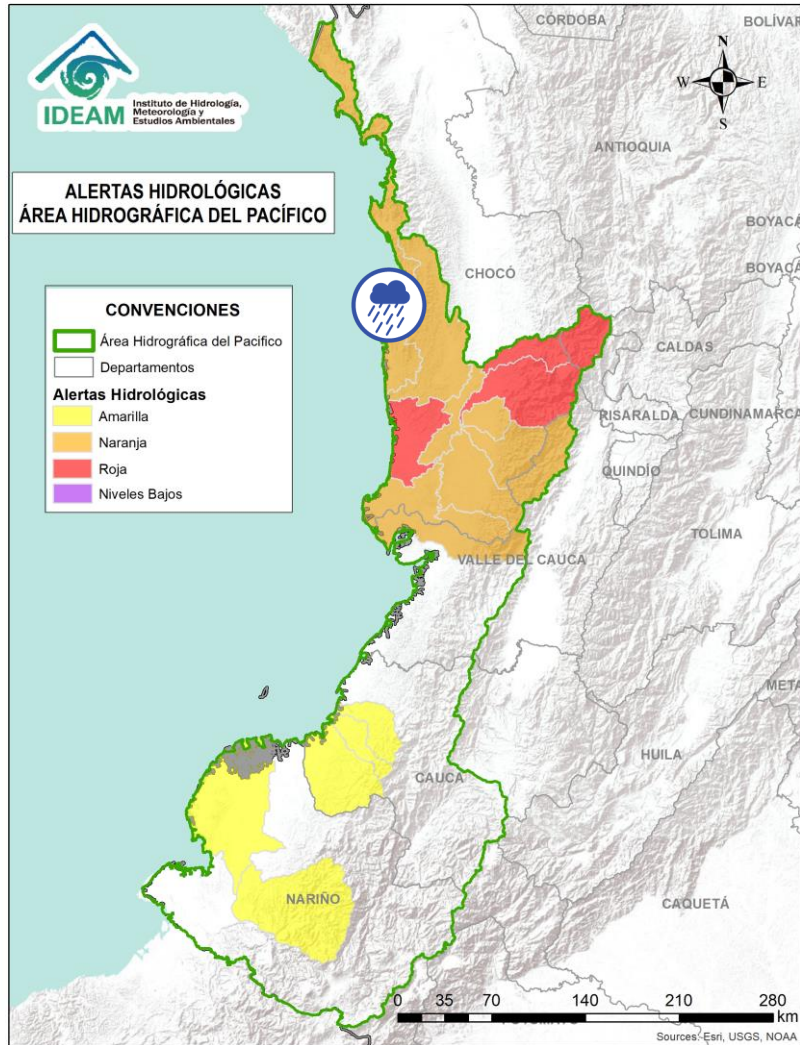 IDEAM
Instituto de Hidrología,
Meteorología y
Estudios Ambientales
ALERTAS HIDROLÓGICAS
ÁREA HIDROGRÁFICA DEL PACÍFICO
CONVENCIONES
Área Hidrográfica del Pacifico
Departamentos
Alertas Hidrológicas
Amarilla
Naranja
Roja
Niveles Bajos
N
W E
S
CÓRDOBA
BOLÍVAR
ANTIOQUIA
BOYACÁ
CHOCÓ
BOYACÁ
CALDAS
RISARALDA
CUNDINAMARCA
QUINDÍO
TOLIMA
VALLE DEL CAUCA
META
HUILA
CAUCA
NARIÑO
CAQUETÁ
0 35 70 140 210 280
km
Sources: Esri, USGS, NOAA